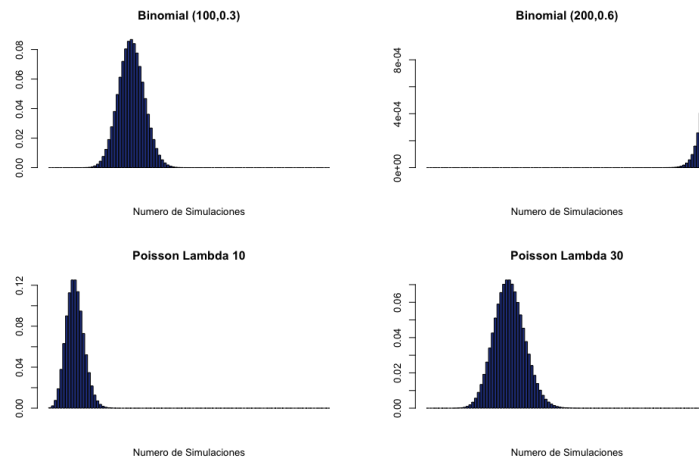 Binomial (100,0.3)
0.00 0.02 0.04 0.06 0.08
Numero de Simulaciones
Binomial (200,0.6)
0e+00 4e-04 8e-04
Numero de Simulaciones
Poisson Lambda 10
0.00 0.04 0.08 0.12
Numero de Simulaciones
Poisson Lambda 30
0.00 0.02 0.04 0.06
Numero de Simulaciones